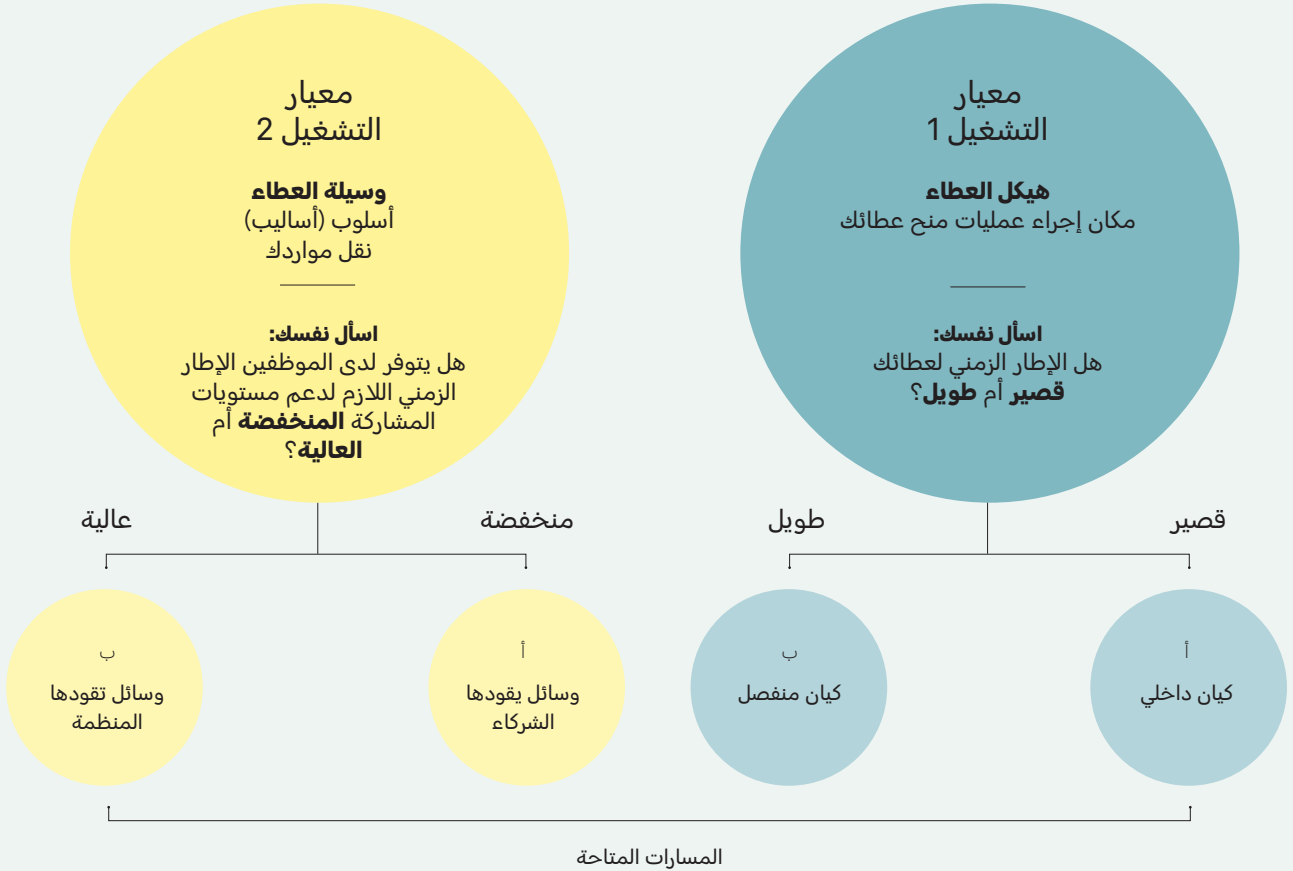 معيار
التشغيل 1
هيكل العطاء
مكان إجراء عمليات منح عطائك
اسأل نفسك:
هل الإطار الزمني لعطائك
قصير أم طويل؟
قصير
طويل
أ
كيان داخلي
ب
كيان منفصل
معيار
التشغيل 2
وسيلة العطاء
أسلوب (أساليب)
نقل مواردك
اسأل نفسك:
هل يتوفر لدى الموظفين الإطار
الزمني اللازم لدعم مستويات
المشاركة المنخفضة أم
العالية؟
منخفضة
عالية
أ
وسائل يقودها
الشركاء
ب
وسائل تقودها
المنظمة
المسارات المتاحة